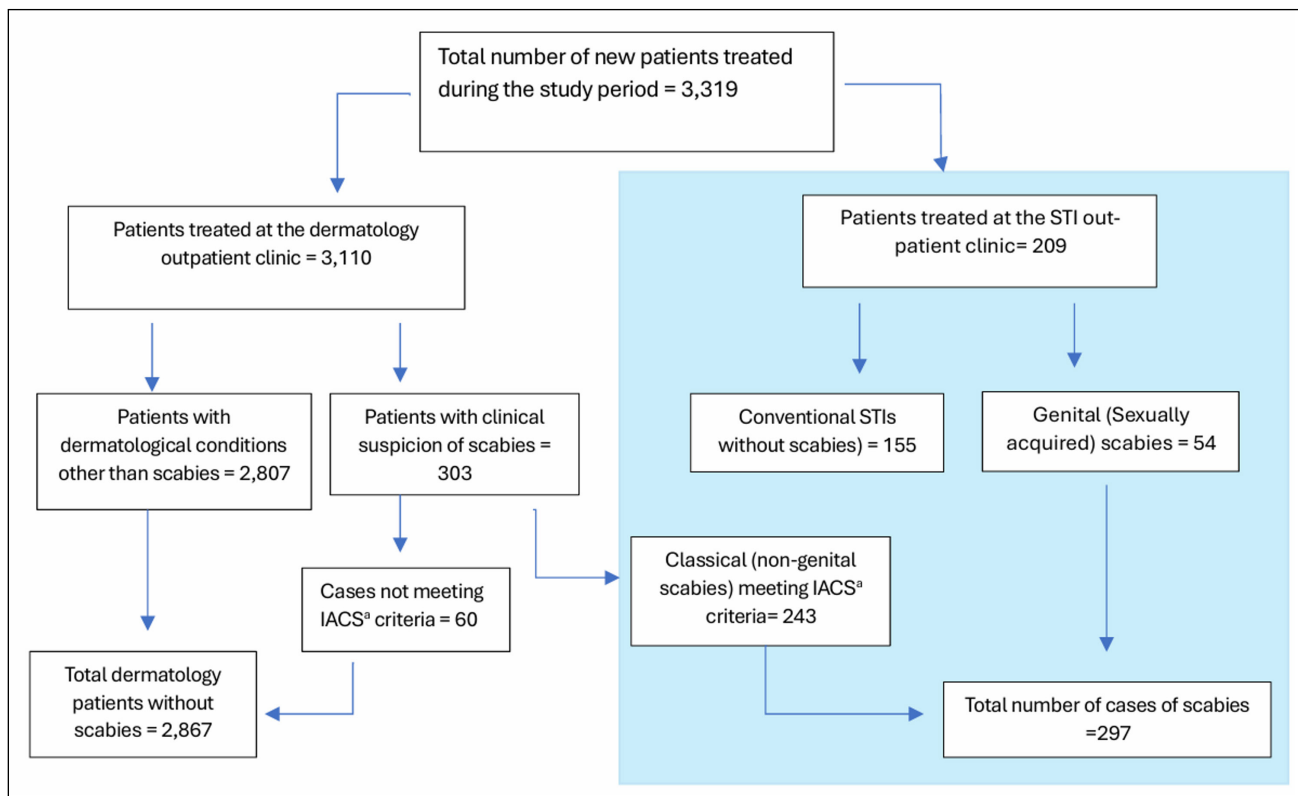 Total number of new patients treated
during the study period = 3,319
Patients treated at the dermatology
outpatient clinic = 3,110
Patients treated at the STI out-
patient clinic= 209
Patients with
dermatological conditions
other than scabies = 2,807
Patients with clinical
suspicion of scabies =
303
Conventional STIs
without scabies) = 155
Genital (Sexually
acquired) scabies = 54
Cases not meeting
IACSᵃ criteria = 60
Classical (non-genital
scabies) meeting IACSᵃ
criteria= 243
Total dermatology
patients without
scabies = 2,867
Total number of cases of scabies
=297